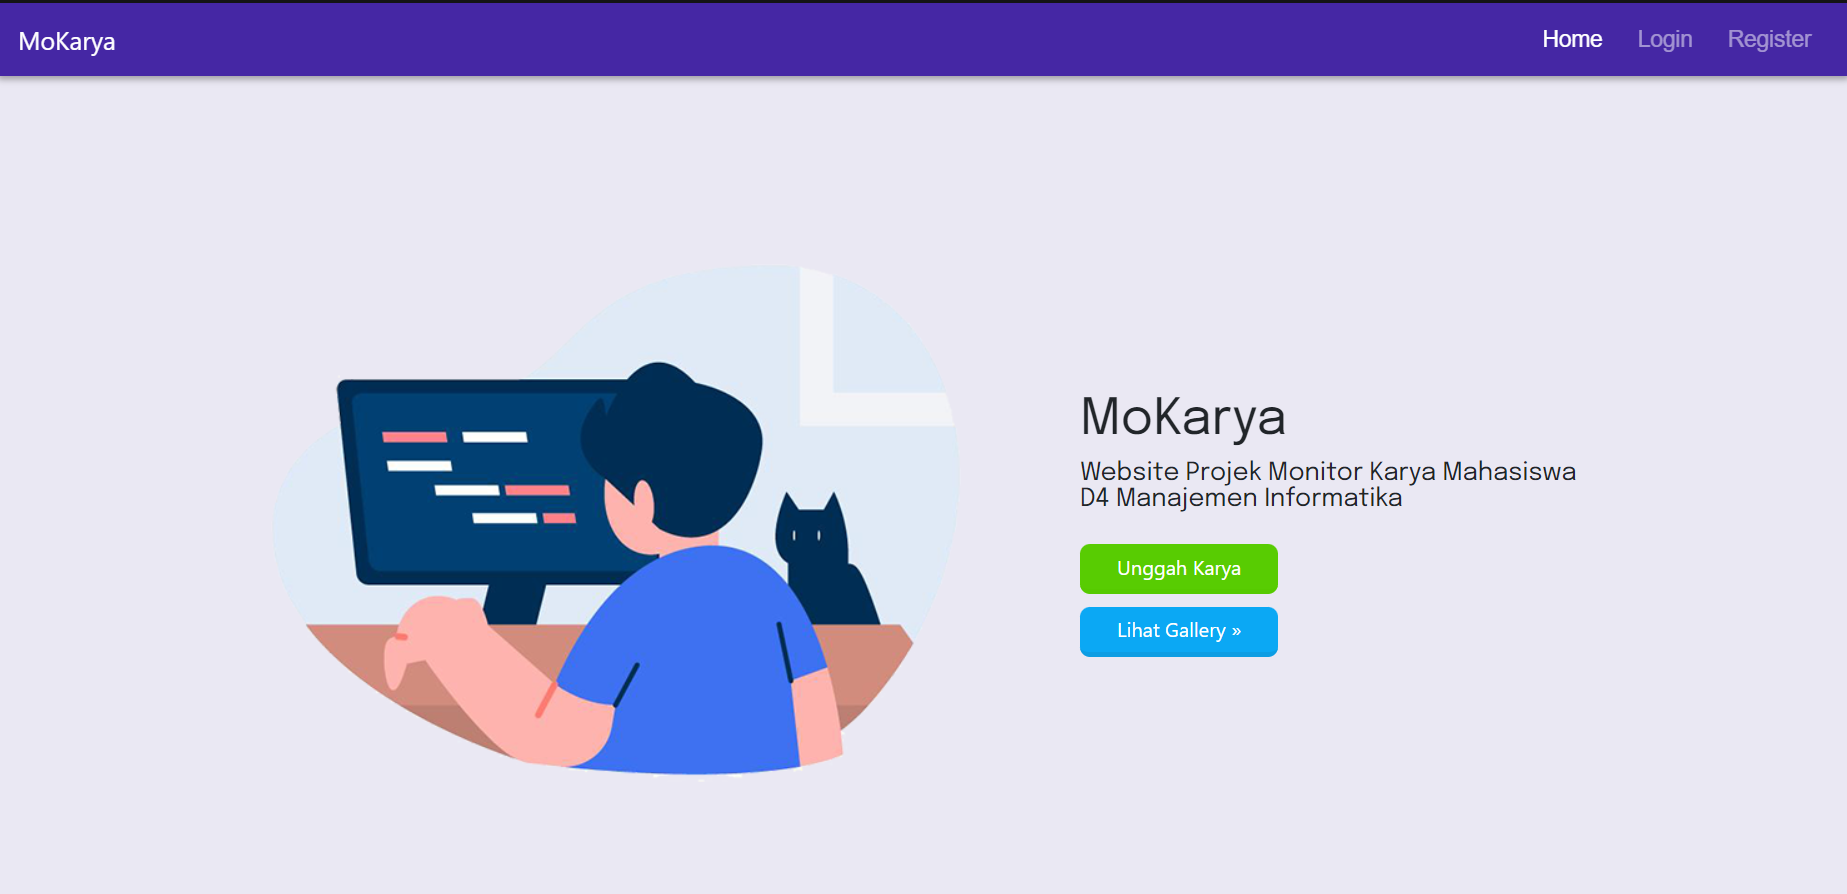 MoKarya
Home Login Register
MoKarya
Website Projek Monitor Karya Mahasiswa
D4 Manajemen Informatika
Unggah Karya
Lihat Gallery »